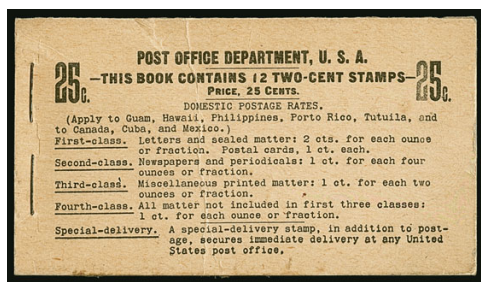 POST OFFICE DEPARTMENT, U. S. A.
25c. —THIS BOOK CONTAINS 12 TWO-CENT STAMPS— 25c.
PRICE, 25 CENTS.
DOMESTIC POSTAGE RATES.
(Apply to Guam, Hawaii, Philippines, Porto Rico, Tutuila, and
to Canada, Cuba, and Mexico.)
First-class. Letters and sealed matter: 2 cts. for each ounce
or fraction. Postal cards, 1 ct. each.
Second-class. Newspapers and periodicals: 1 ct. for each four
ounces or fraction.
Third-class. Miscellaneous printed matter: 1 ct. for each two
ounces or fraction.
Fourth-class. All matter not included in first three classes:
1 ct. for each ounce or fraction.
Special-delivery. A special-delivery stamp, in addition to post-
age, secures immediate delivery at any United
States post office.